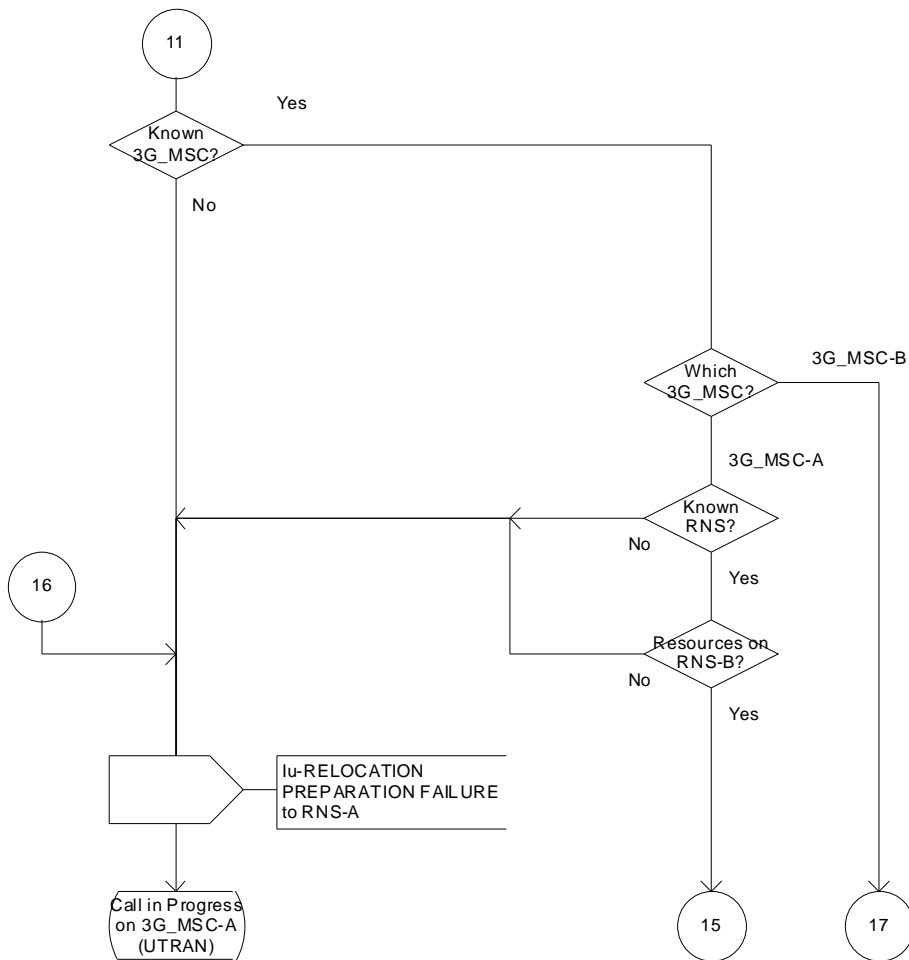 11
Yes
Known
3G_MSC?
No
3G_MSC-B
Which
3G_MSC?
3G_MSC-A
Known
RNS?
No
Yes
16
Resources on
RNS-B?
No
Yes
Iu-RELOCATION
PREPARATION FAILURE
to RNS-A
Call in Progress
on 3G_MSC-A
(UTRAN)
15
17